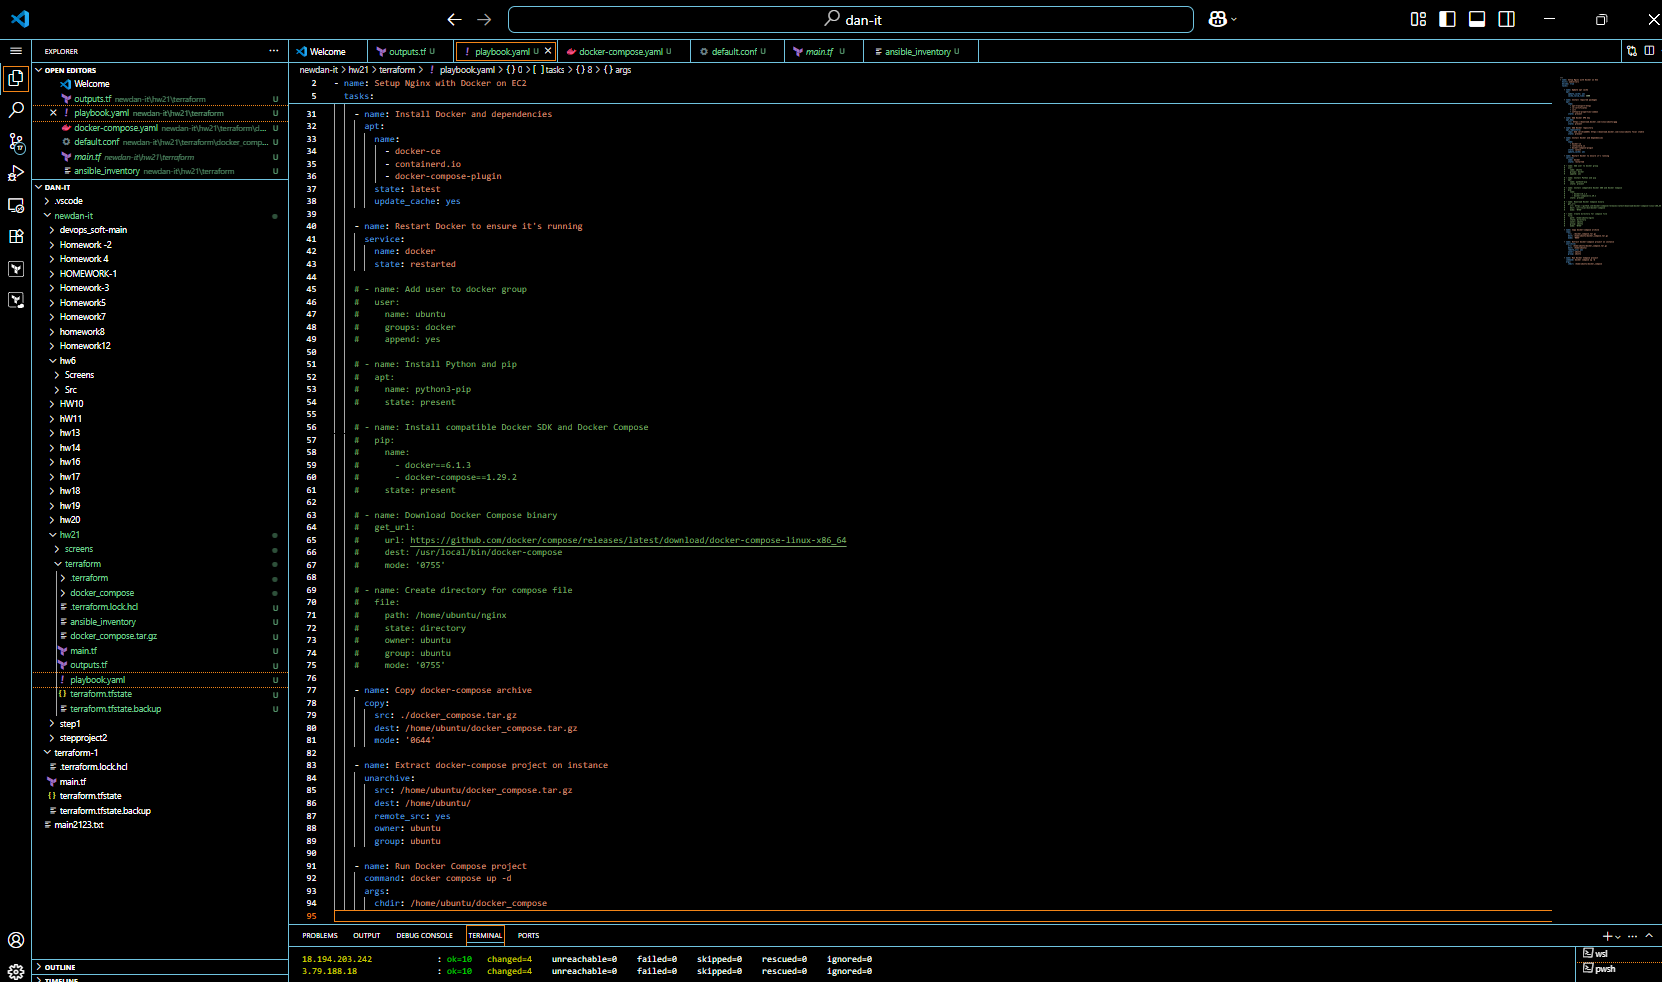 dan-it
EXPLORER
OPEN EDITORS
Welcome
outputs.tf newdan-it\hw21\terraform U
playbook.yaml newdan-it\hw21\terraform U
docker-compose.yaml newdan-it\hw21\terraform\d... U
default.conf newdan-it\hw21\terraform\docker_comp... U
main.tf newdan-it\hw21\terraform U
ansible_inventory newdan-it\hw21\terraform U
DAN-IT
.vscode
newdan-it
devops_soft-main
Homework -2
Homework 4
HOMEWORK-1
Homework-3
Homework5
Homework7
homework8
Homework12
hw6
Screens
Src
HW10
hW11
hw13
hw14
hw16
hw17
hw18
hw19
hw20
hw21
screens
terraform
.terraform
docker_compose
.terraform.lock.hcl U
ansible_inventory U
docker_compose.tar.gz U
main.tf U
outputs.tf U
playbook.yaml U
terraform.tfstate U
terraform.tfstate.backup U
step1
stepproject2
terraform-1
.terraform.lock.hcl
main.tf
terraform.tfstate
terraform.tfstate.backup
main2123.txt
OUTLINE
TIMELINE
Welcome outputs.tf U playbook.yaml U docker-compose.yaml U default.conf U main.tf U ansible_inventory U
newdan-it > hw21 > terraform > ! playbook.yaml > {} 0 > [ ] tasks > {} 8 > {} args
2 - name: Setup Nginx with Docker on EC2
5 tasks:
31 - name: Install Docker and dependencies
32 apt:
33 name:
34 - docker-ce
35 - containerd.io
36 - docker-compose-plugin
37 state: latest
38 update_cache: yes
39
40 - name: Restart Docker to ensure it's running
41 service:
42 name: docker
43 state: restarted
44
45 # - name: Add user to docker group
46 # user:
47 # name: ubuntu
48 # groups: docker
49 # append: yes
50
51 # - name: Install Python and pip
52 # apt:
53 # name: python3-pip
54 # state: present
55
56 # - name: Install compatible Docker SDK and Docker Compose
57 # pip:
58 # name:
59 # - docker==6.1.3
60 # - docker-compose==1.29.2
61 # state: present
62
63 # - name: Download Docker Compose binary
64 # get_url:
65 # url: https://github.com/docker/compose/releases/latest/download/docker-compose-linux-x86_64
66 # dest: /usr/local/bin/docker-compose
67 # mode: '0755'
68
69 # - name: Create directory for compose file
70 # file:
71 # path: /home/ubuntu/nginx
72 # state: directory
73 # owner: ubuntu
74 # group: ubuntu
75 # mode: '0755'
76
77 - name: Copy docker-compose archive
78 copy:
79 src: ./docker_compose.tar.gz
80 dest: /home/ubuntu/docker_compose.tar.gz
81 mode: '0644'
82
83 - name: Extract docker-compose project on instance
84 unarchive:
85 src: /home/ubuntu/docker_compose.tar.gz
86 dest: /home/ubuntu/
87 remote_src: yes
88 owner: ubuntu
89 group: ubuntu
90
91 - name: Run Docker Compose project
92 command: docker compose up -d
93 args:
94 chdir: /home/ubuntu/docker_compose
95
PROBLEMS OUTPUT DEBUG CONSOLE TERMINAL PORTS
18.194.203.242 : ok=10 changed=4 unreachable=0 failed=0 skipped=0 rescued=0 ignored=0
3.79.188.18 : ok=10 changed=4 unreachable=0 failed=0 skipped=0 rescued=0 ignored=0
wsl
pwsh